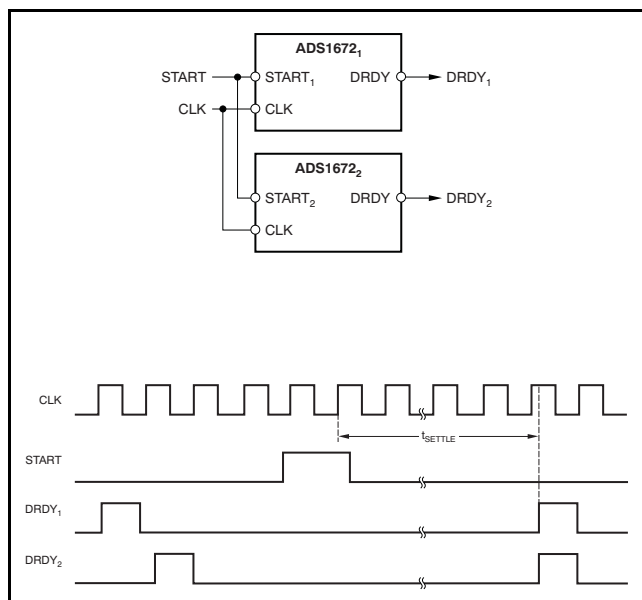 ADS1672₁
START
START₁
DRDY
DRDY₁
CLK
CLK
ADS1672₂
START₂
DRDY
DRDY₂
CLK
CLK
tSETTLE
START
DRDY₁
DRDY₂